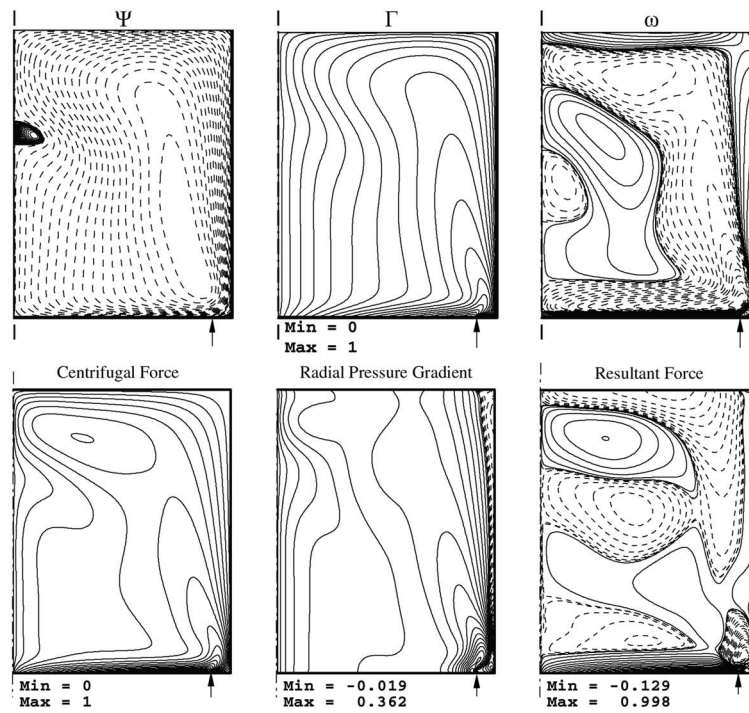 Ψ Γ ω
Min = 0
Max = 1
Centrifugal Force Radial Pressure Gradient Resultant Force
Min = 0 Min = -0.019 Min = -0.129
Max = 1 Max = 0.362 Max = 0.998